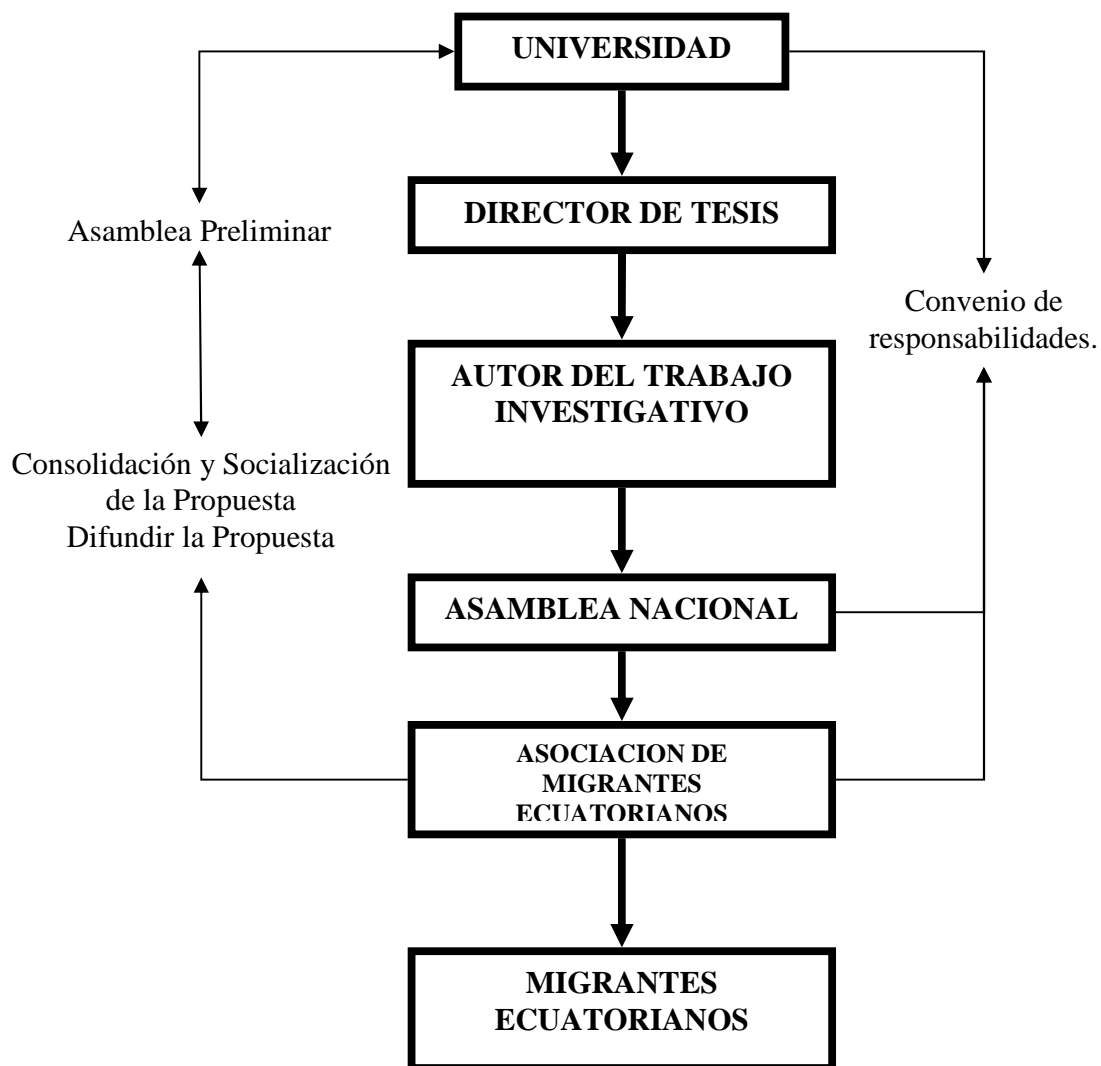 UNIVERSIDAD
DIRECTOR DE TESIS
Asamblea Preliminar
Convenio de
responsabilidades.
AUTOR DEL TRABAJO
INVESTIGATIVO
Consolidación y Socialización
de la Propuesta
Difundir la Propuesta
ASAMBLEA NACIONAL
ASOCIACION DE
MIGRANTES
ECUATORIANOS
MIGRANTES
ECUATORIANOS